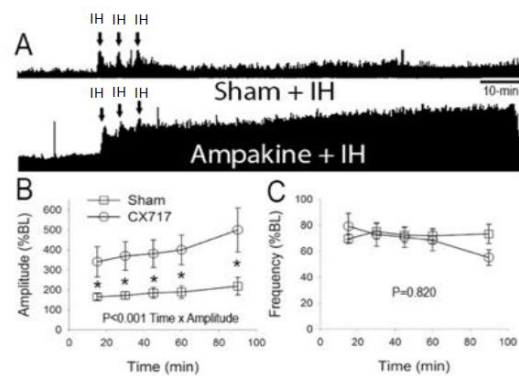 IH IH IH
A
Sham + IH
10-min
IH IH IH
Ampakine + IH
B
Sham
CX717
Amplitude (%BL)
600
500
400
300
200
100
0
* * * * *
P<0.001 Time x Amplitude
0 20 40 60 80 100
Time (min)
C
Frequency (%BL)
100
80
60
40
20
0
P=0.820
0 20 40 60 80 100
Time (min)